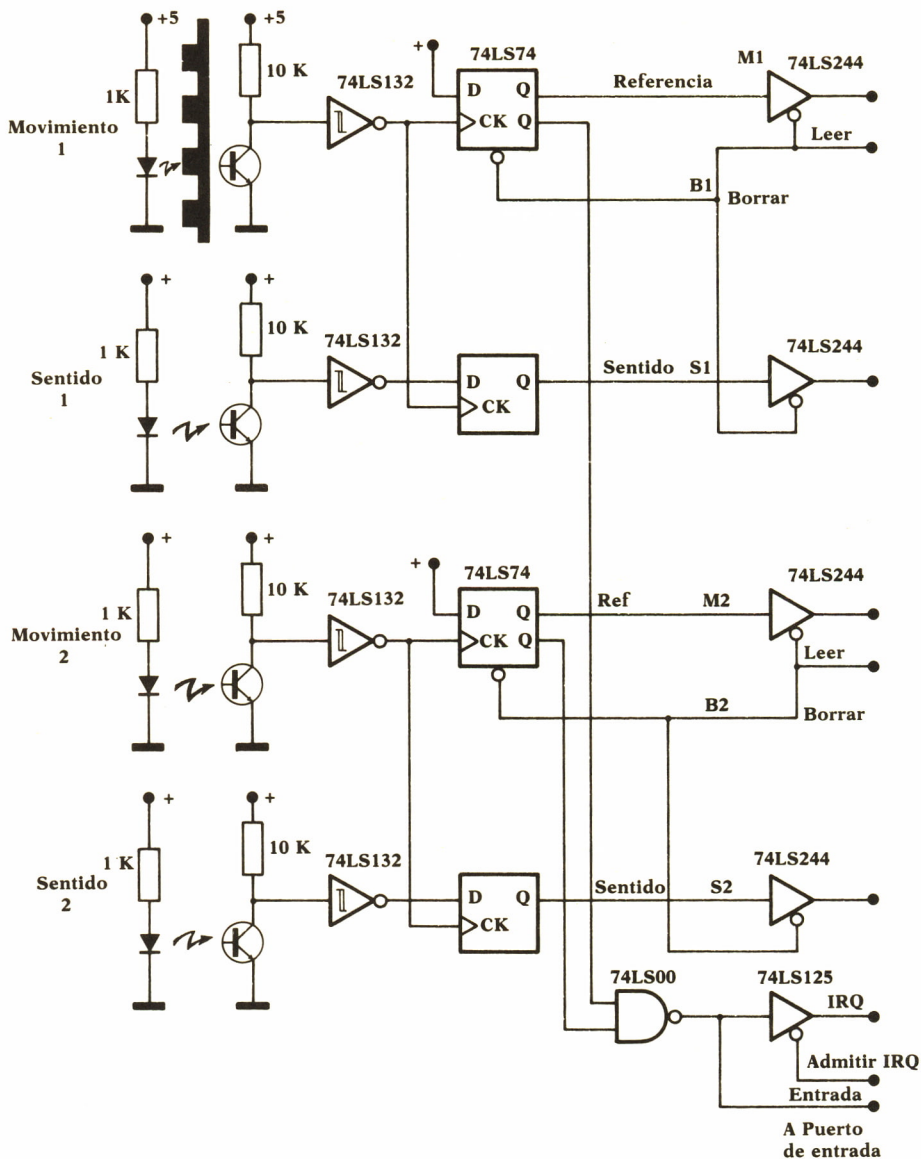 +5
+5
1K
10 K
Movimiento
1
74LS132
+
74LS74
D
Q
CK
Q
Referencia
M1
74LS244
Leer
B1
Borrar
+
+
1 K
10 K
Sentido
1
74LS132
D
Q
CK
Sentido S1
74LS244
+
+
1 K
10 K
Movimiento
2
74LS132
+
74LS74
D
Q
CK
Q
Ref
M2
74LS244
Leer
B2
Borrar
+
+
1 K
10 K
Sentido
2
74LS132
D
Q
CK
Sentido
S2
74LS244
74LS00
74LS125
IRQ
Admitir IRQ
Entrada
A Puerto
de entrada